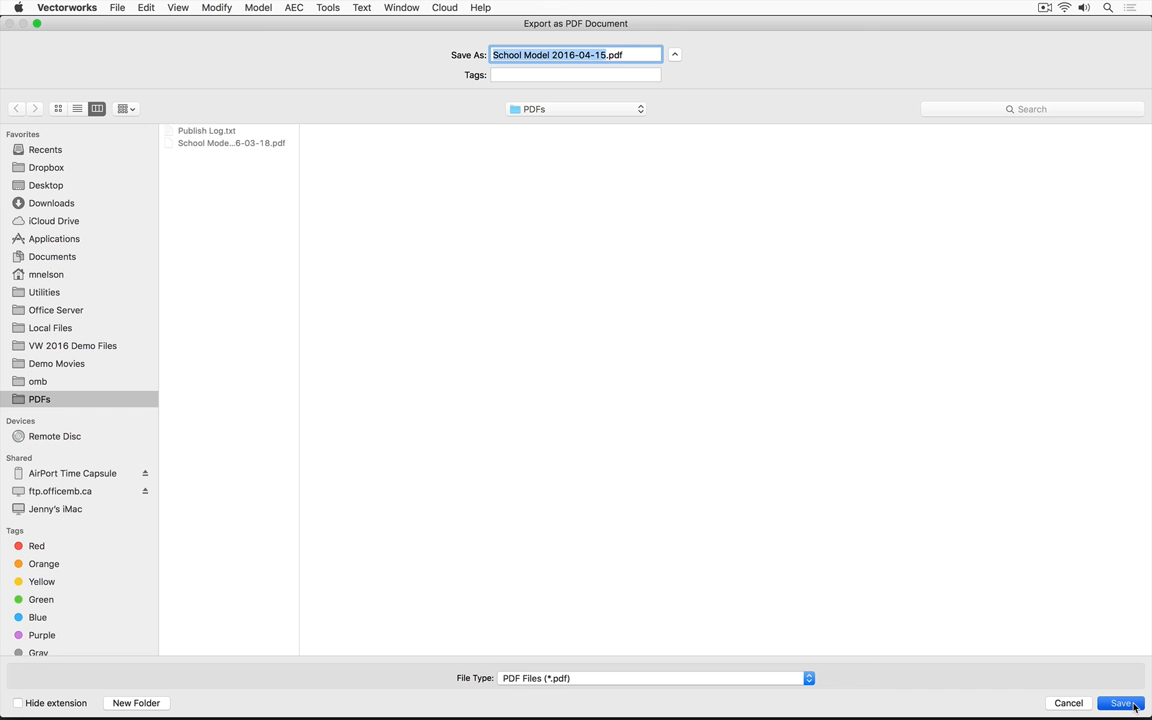 Vectorworks File Edit View Modify Model AEC Tools Text Window Cloud Help
Export as PDF Document
Save As: School Model 2016-04-15.pdf
Tags:
PDFs
Search
Favorites
Recents
Dropbox
Desktop
Downloads
iCloud Drive
Applications
Documents
mnelson
Utilities
Office Server
Local Files
VW 2016 Demo Files
Demo Movies
omb
PDFs
Devices
Remote Disc
Shared
AirPort Time Capsule
ftp.officemb.ca
Jenny's iMac
Tags
Red
Orange
Yellow
Green
Blue
Purple
Gray
Publish Log.txt
School Mode...6-03-18.pdf
File Type: PDF Files (*.pdf)
Hide extension
New Folder
Cancel
Save